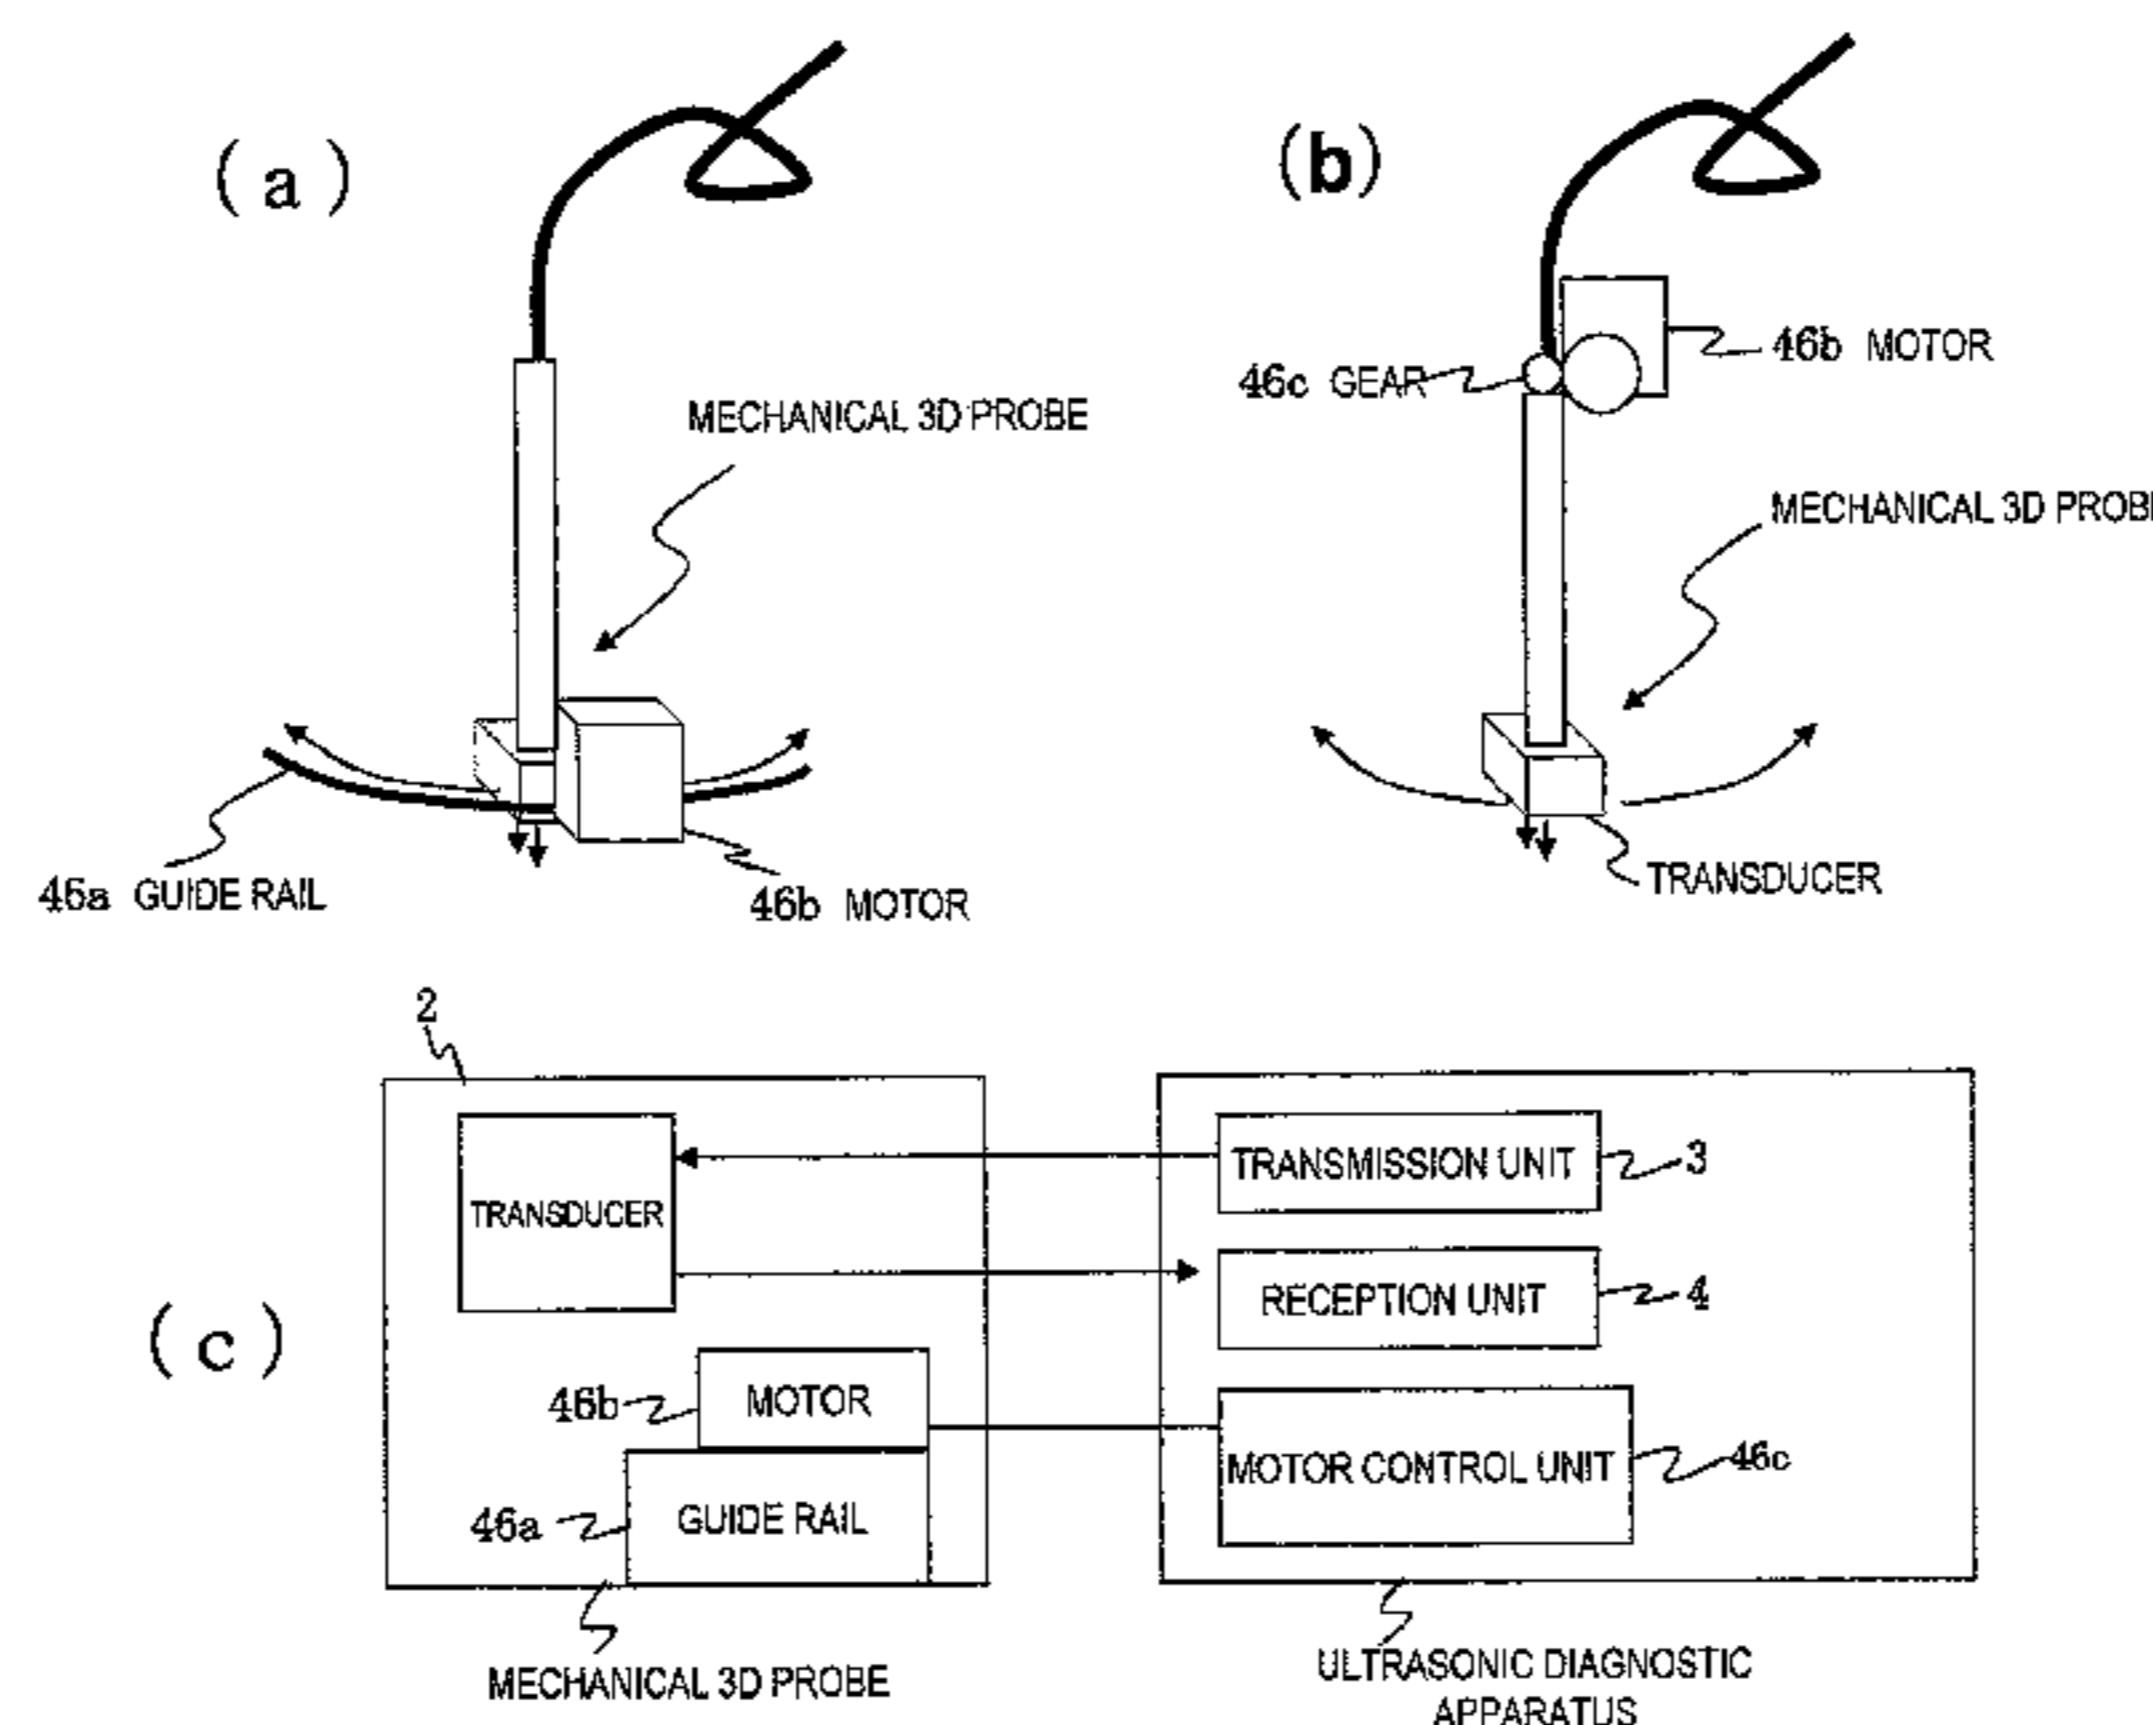 (a)
(b)
46b MOTOR
46c GEAR
MECHANICAL 3D PROBE
MECHANICAL 3D PROBE
46a GUIDE RAIL
46b MOTOR
TRANSDUCER
2
TRANSMISSION UNIT
3
TRANSDUCER
RECEPTION UNIT
4
(c)
46b
MOTOR
MOTOR CONTROL UNIT
46c
46a
GUIDE RAIL
MECHANICAL 3D PROBE
ULTRASONIC DIAGNOSTIC
APPARATUS